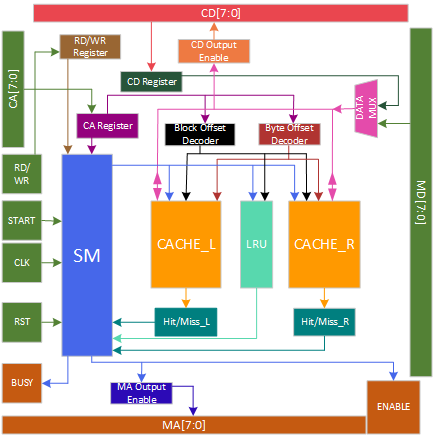 CD[7:0]
RD/WR
Register
CD Output
Enable
CA[7:0]
CD Register
DATA
MUX
CA Register
Block Offset
Decoder
Byte Offset
Decoder
MD[7:0]
RD/
WR
START
CLK
RST
BUSY
SM
CACHE_L
LRU
CACHE_R
Hit/Miss_L
Hit/Miss_R
MA Output
Enable
ENABLE
MA[7:0]